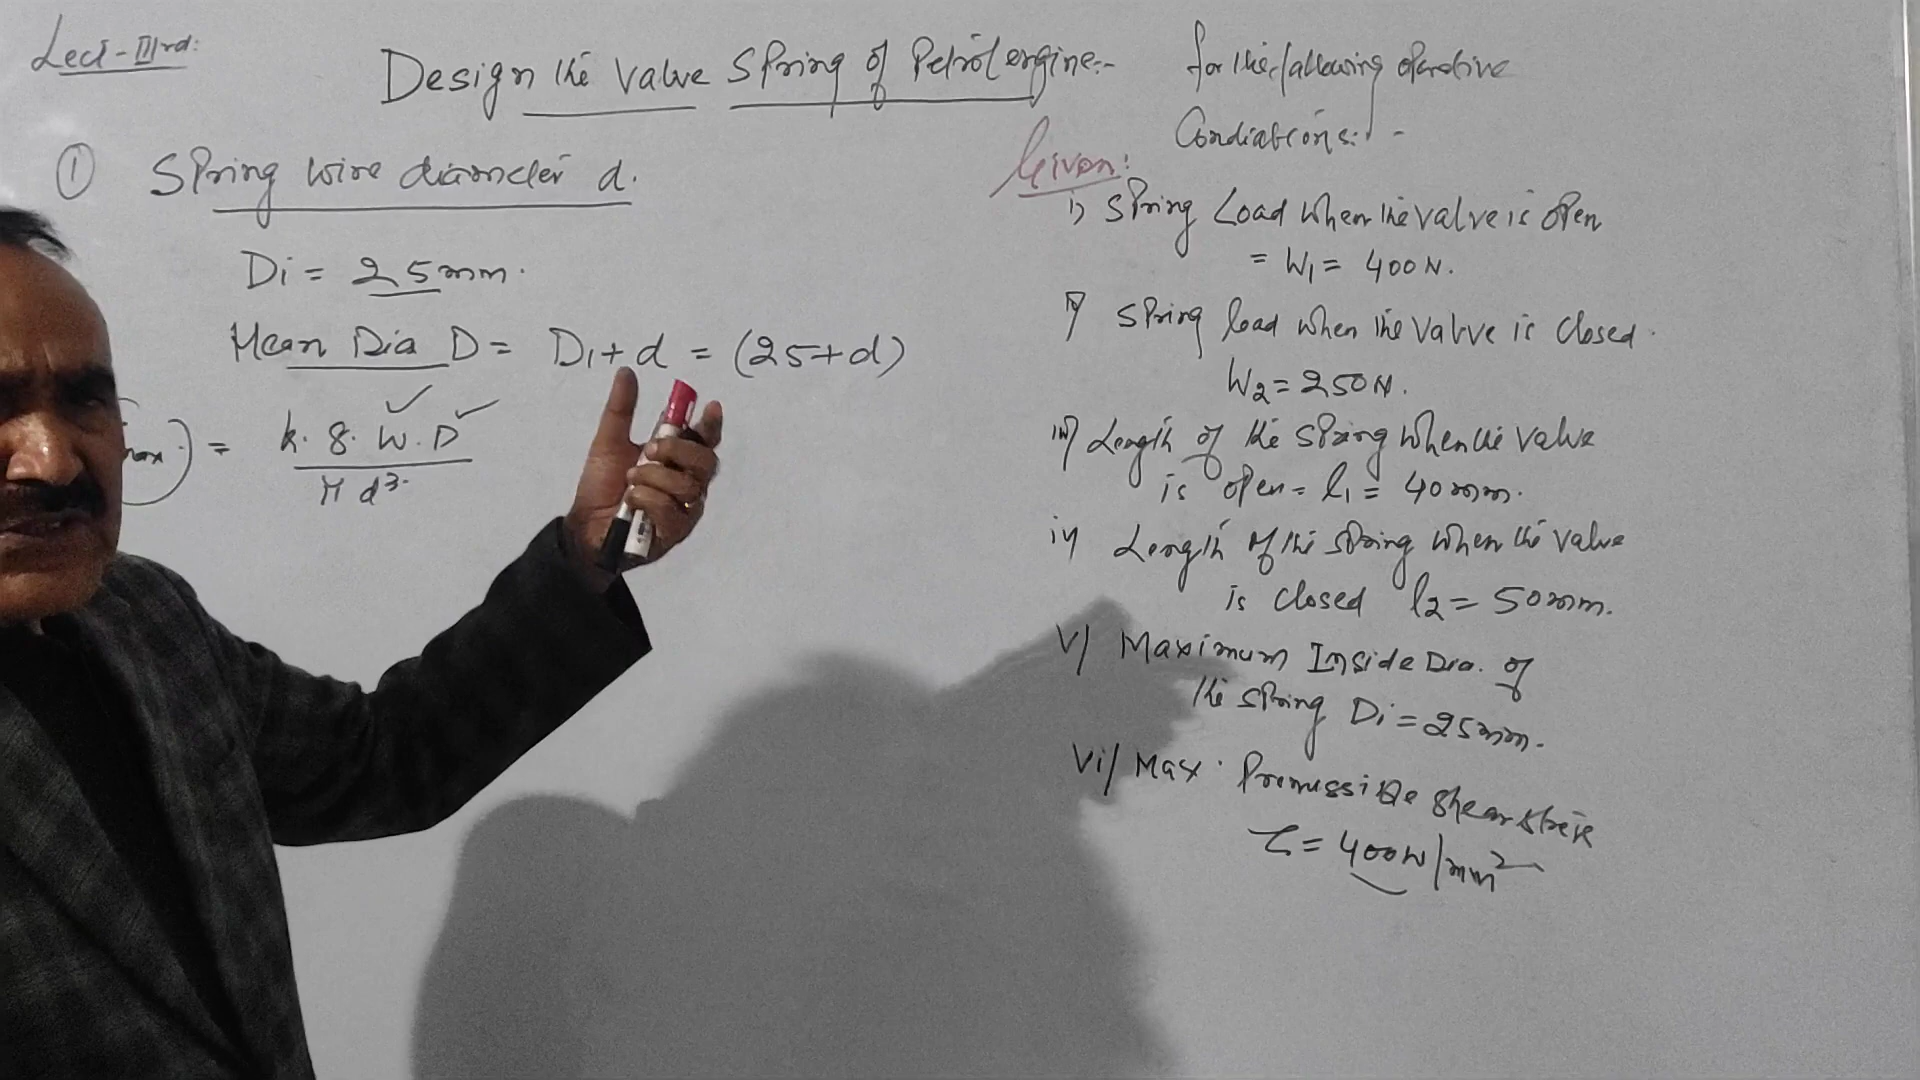 Lect-IIIrd:
Design the valve spring of Petrol engine:-
for the following operative
Condiations:-
① Spring wire diameter d.
Di = 25mm.
Mean Dia D = Di+d = (25+d)
max) = k. 8. W. D / π d³.
Given:
i) Spring Load when the valve is open
= W₁ = 400N.
ii) Spring load when the valve is closed.
W₂ = 250N.
iii) Length of the spring when the valve
is open = l₁ = 40mm.
iv) Length of the spring when the valve
is closed l₂ = 50mm.
v) Maximum Inside Dia. of
the spring Di = 25mm.
vi) Max. Premissible shear stress
τ = 400N/mm²